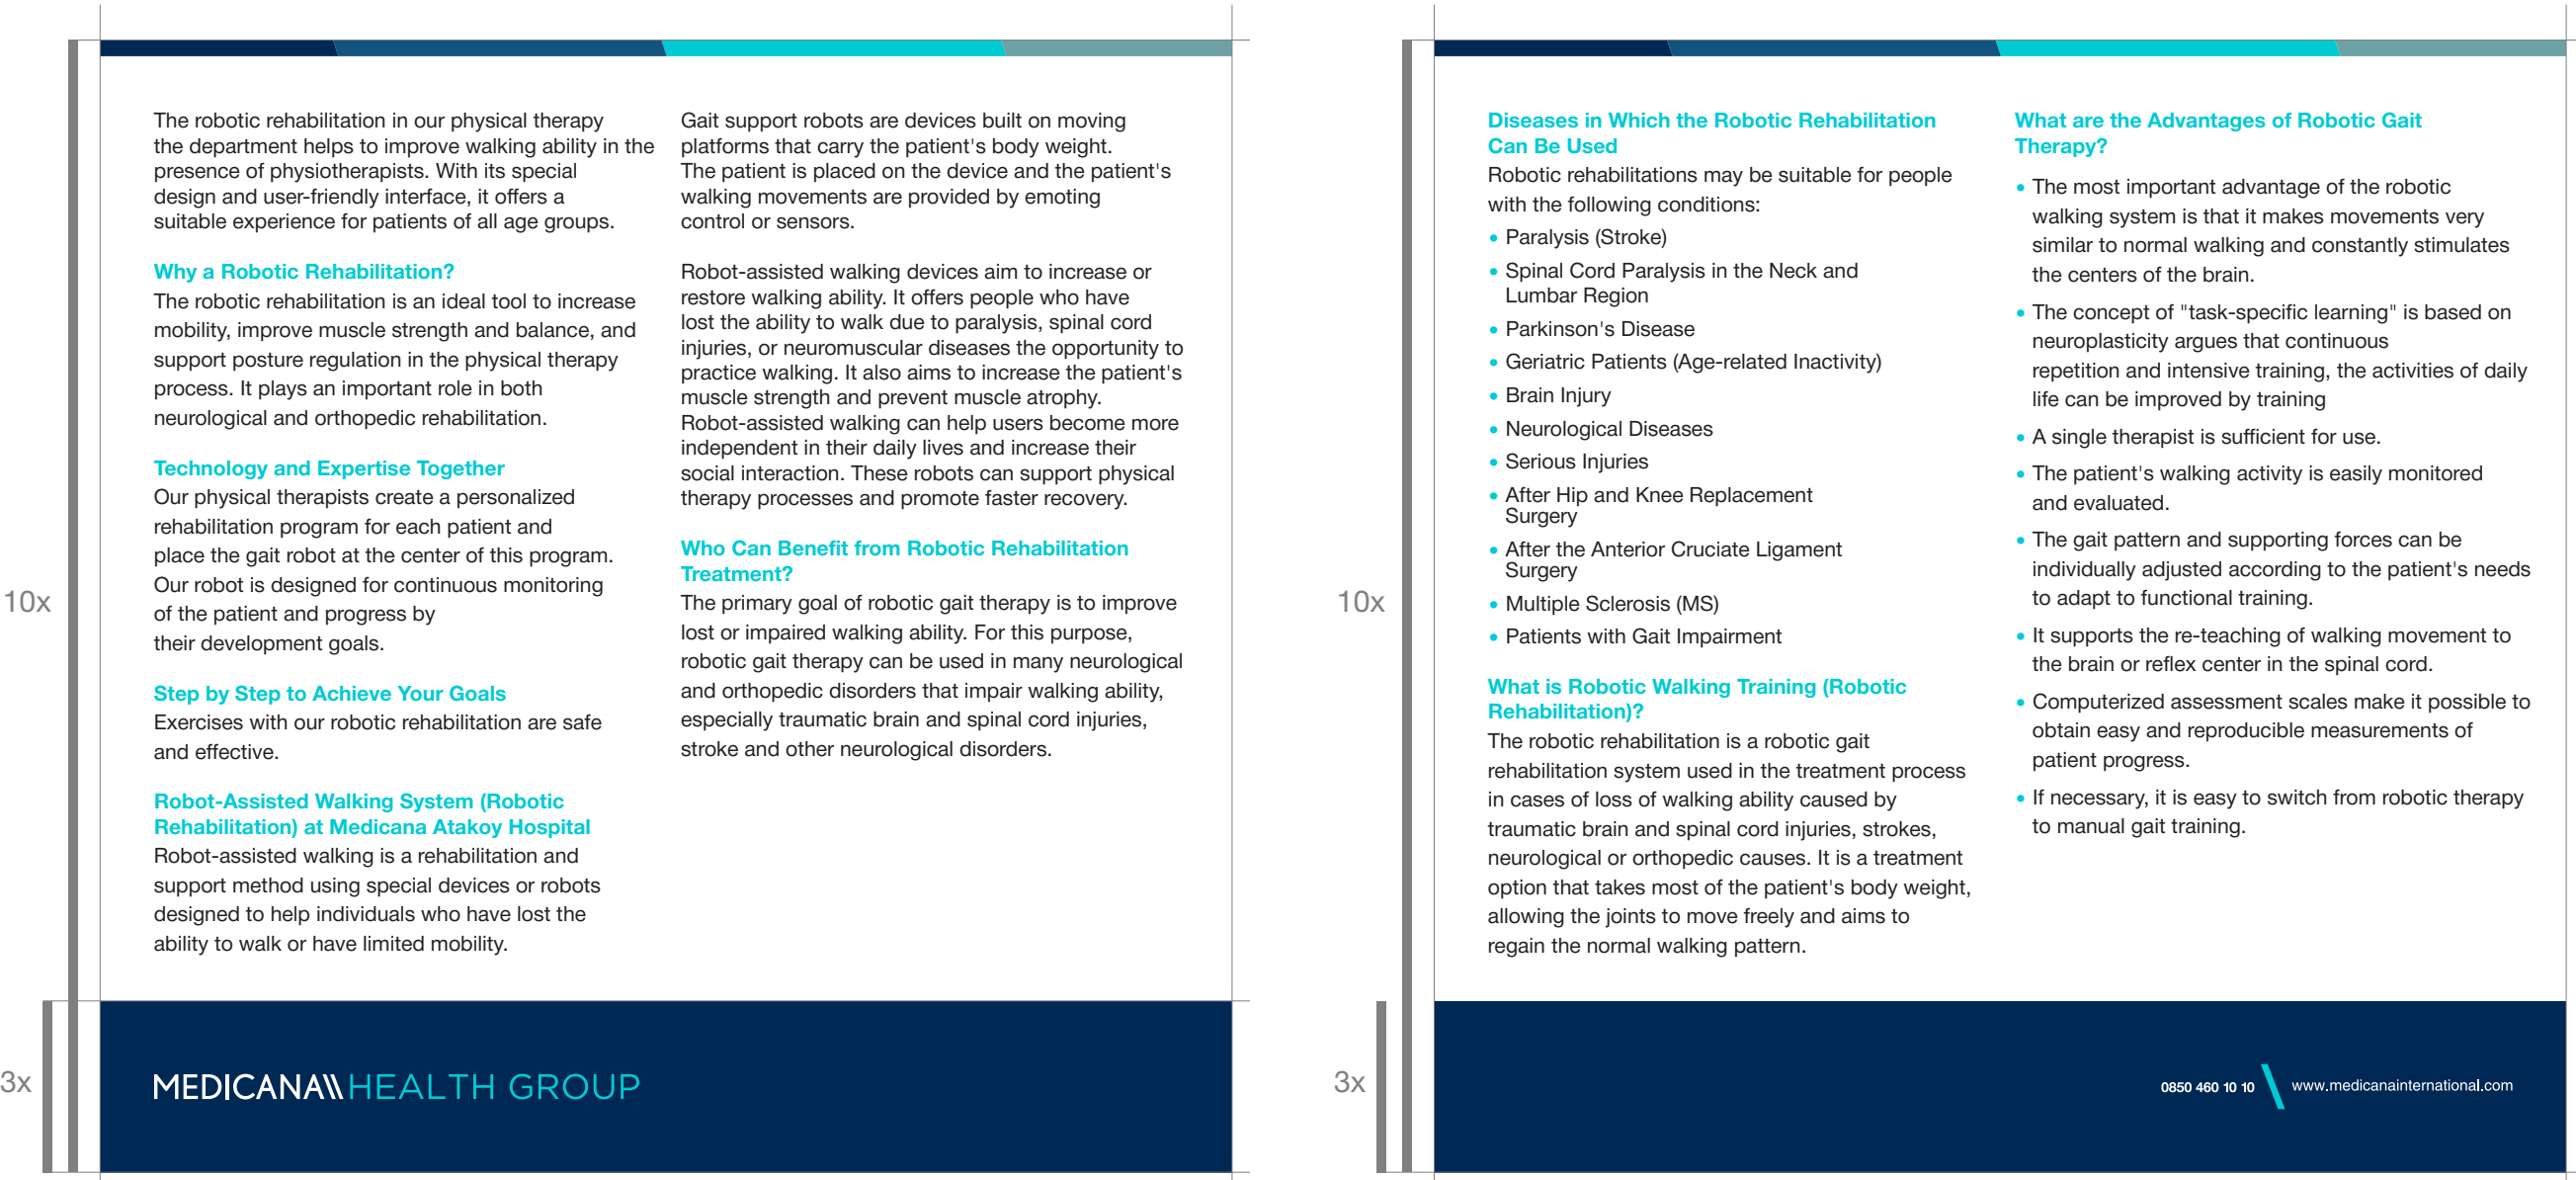 The robotic rehabilitation in our physical therapy
the department helps to improve walking ability in the
presence of physiotherapists. With its special
design and user-friendly interface, it offers a
suitable experience for patients of all age groups.
Why a Robotic Rehabilitation?
The robotic rehabilitation is an ideal tool to increase
mobility, improve muscle strength and balance, and
support posture regulation in the physical therapy
process. It plays an important role in both
neurological and orthopedic rehabilitation.
Technology and Expertise Together
Our physical therapists create a personalized
rehabilitation program for each patient and
place the gait robot at the center of this program.
Our robot is designed for continuous monitoring
of the patient and progress by
their development goals.
Step by Step to Achieve Your Goals
Exercises with our robotic rehabilitation are safe
and effective.
Robot-Assisted Walking System (Robotic
Rehabilitation) at Medicana Atakoy Hospital
Robot-assisted walking is a rehabilitation and
support method using special devices or robots
designed to help individuals who have lost the
ability to walk or have limited mobility.
Gait support robots are devices built on moving
platforms that carry the patient's body weight.
The patient is placed on the device and the patient's
walking movements are provided by emoting
control or sensors.
Robot-assisted walking devices aim to increase or
restore walking ability. It offers people who have
lost the ability to walk due to paralysis, spinal cord
injuries, or neuromuscular diseases the opportunity to
practice walking. It also aims to increase the patient's
muscle strength and prevent muscle atrophy.
Robot-assisted walking can help users become more
independent in their daily lives and increase their
social interaction. These robots can support physical
therapy processes and promote faster recovery.
Who Can Benefit from Robotic Rehabilitation
Treatment?
The primary goal of robotic gait therapy is to improve
lost or impaired walking ability. For this purpose,
robotic gait therapy can be used in many neurological
and orthopedic disorders that impair walking ability,
especially traumatic brain and spinal cord injuries,
stroke and other neurological disorders.
10x
3x
MEDICANA\\ HEALTH GROUP
Diseases in Which the Robotic Rehabilitation
Can Be Used
Robotic rehabilitations may be suitable for people
with the following conditions:
• Paralysis (Stroke)
• Spinal Cord Paralysis in the Neck and
Lumbar Region
• Parkinson's Disease
• Geriatric Patients (Age-related Inactivity)
• Brain Injury
• Neurological Diseases
• Serious Injuries
• After Hip and Knee Replacement
Surgery
• After the Anterior Cruciate Ligament
Surgery
• Multiple Sclerosis (MS)
• Patients with Gait Impairment
What is Robotic Walking Training (Robotic
Rehabilitation)?
The robotic rehabilitation is a robotic gait
rehabilitation system used in the treatment process
in cases of loss of walking ability caused by
traumatic brain and spinal cord injuries, strokes,
neurological or orthopedic causes. It is a treatment
option that takes most of the patient's body weight,
allowing the joints to move freely and aims to
regain the normal walking pattern.
What are the Advantages of Robotic Gait
Therapy?
• The most important advantage of the robotic
walking system is that it makes movements very
similar to normal walking and constantly stimulates
the centers of the brain.
• The concept of "task-specific learning" is based on
neuroplasticity argues that continuous
repetition and intensive training, the activities of daily
life can be improved by training
• A single therapist is sufficient for use.
• The patient's walking activity is easily monitored
and evaluated.
• The gait pattern and supporting forces can be
individually adjusted according to the patient's needs
to adapt to functional training.
• It supports the re-teaching of walking movement to
the brain or reflex center in the spinal cord.
• Computerized assessment scales make it possible to
obtain easy and reproducible measurements of
patient progress.
• If necessary, it is easy to switch from robotic therapy
to manual gait training.
10x
3x
0850 460 10 10 \ www.medicanainternational.com